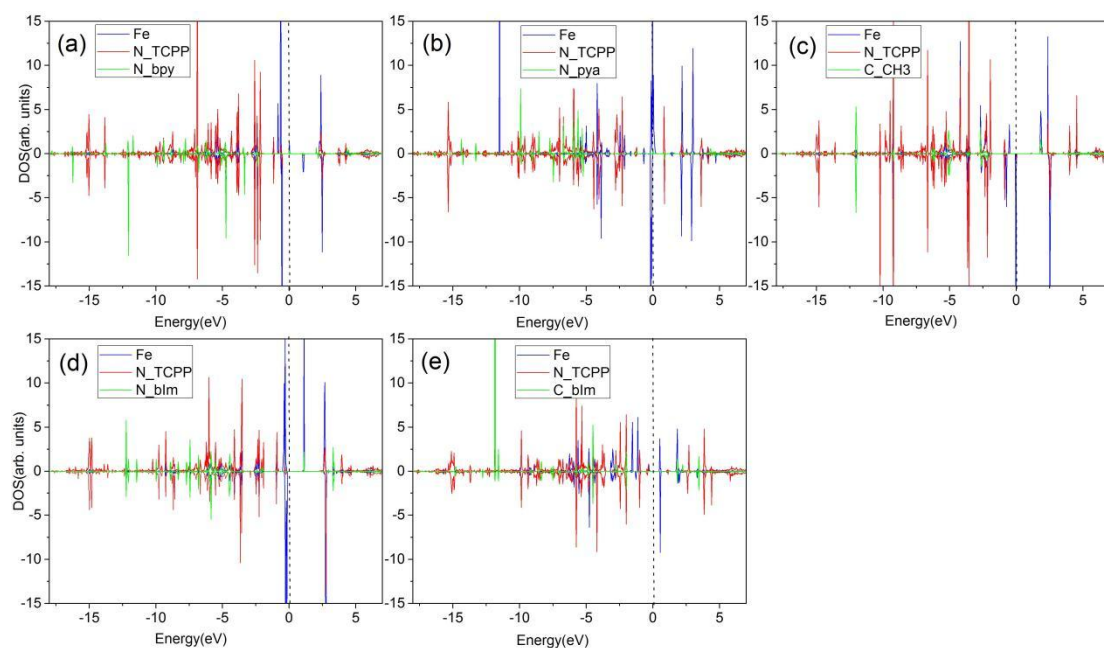 (a)
Fe
N_TCPP
N_bpy
(b)
Fe
N_TCPP
N_pya
(c)
Fe
N_TCPP
C_CH3
15
10
5
0
-5
-10
-15
DOS(arb. units)
-15 -10 -5 0 5
Energy(eV)
15
10
5
0
-5
-10
-15
-15 -10 -5 0 5
Energy(eV)
15
10
5
0
-5
-10
-15
-15 -10 -5 0 5
Energy(eV)
(d)
Fe
N_TCPP
N_bIm
(e)
Fe
N_TCPP
C_bIm
15
10
5
0
-5
-10
-15
DOS(arb. units)
-15 -10 -5 0 5
Energy(eV)
15
10
5
0
-5
-10
-15
-15 -10 -5 0 5
Energy(eV)